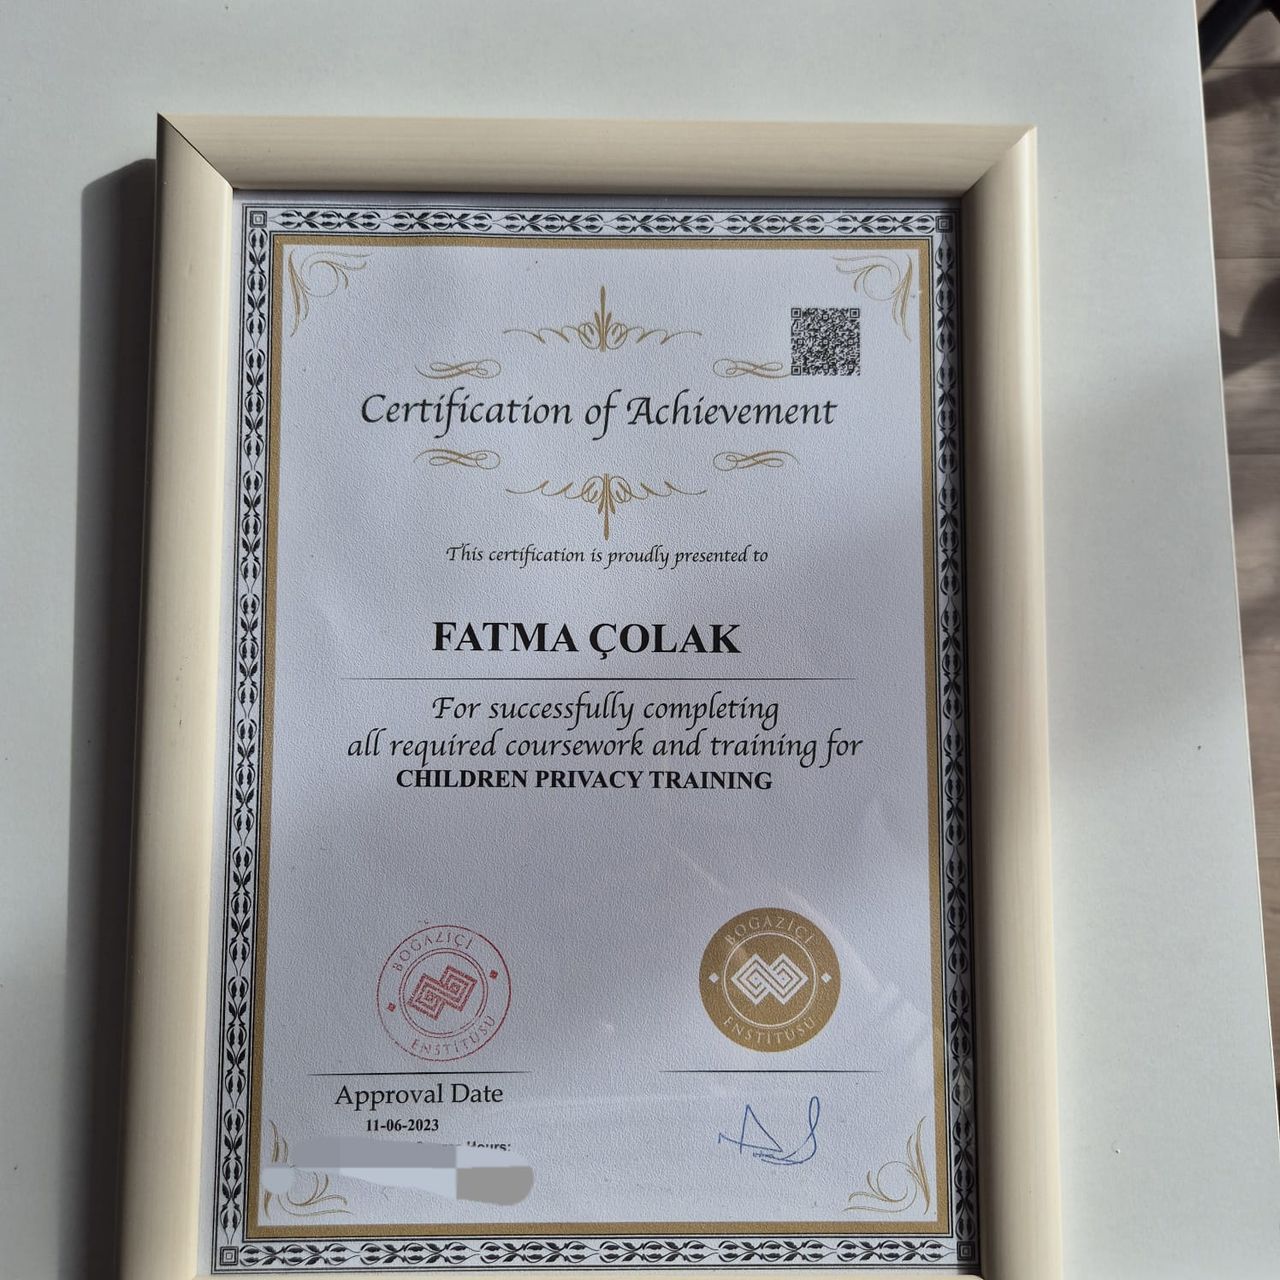 Certification of Achievement
This certification is proudly presented to
FATMA ÇOLAK
For successfully completing
all required coursework and training for
CHILDREN PRIVACY TRAINING
BOĞAZİÇİ
ENSTİTÜSÜ
BOĞAZİÇİ
ENSTİTÜSÜ
Approval Date
11-06-2023
Hours: